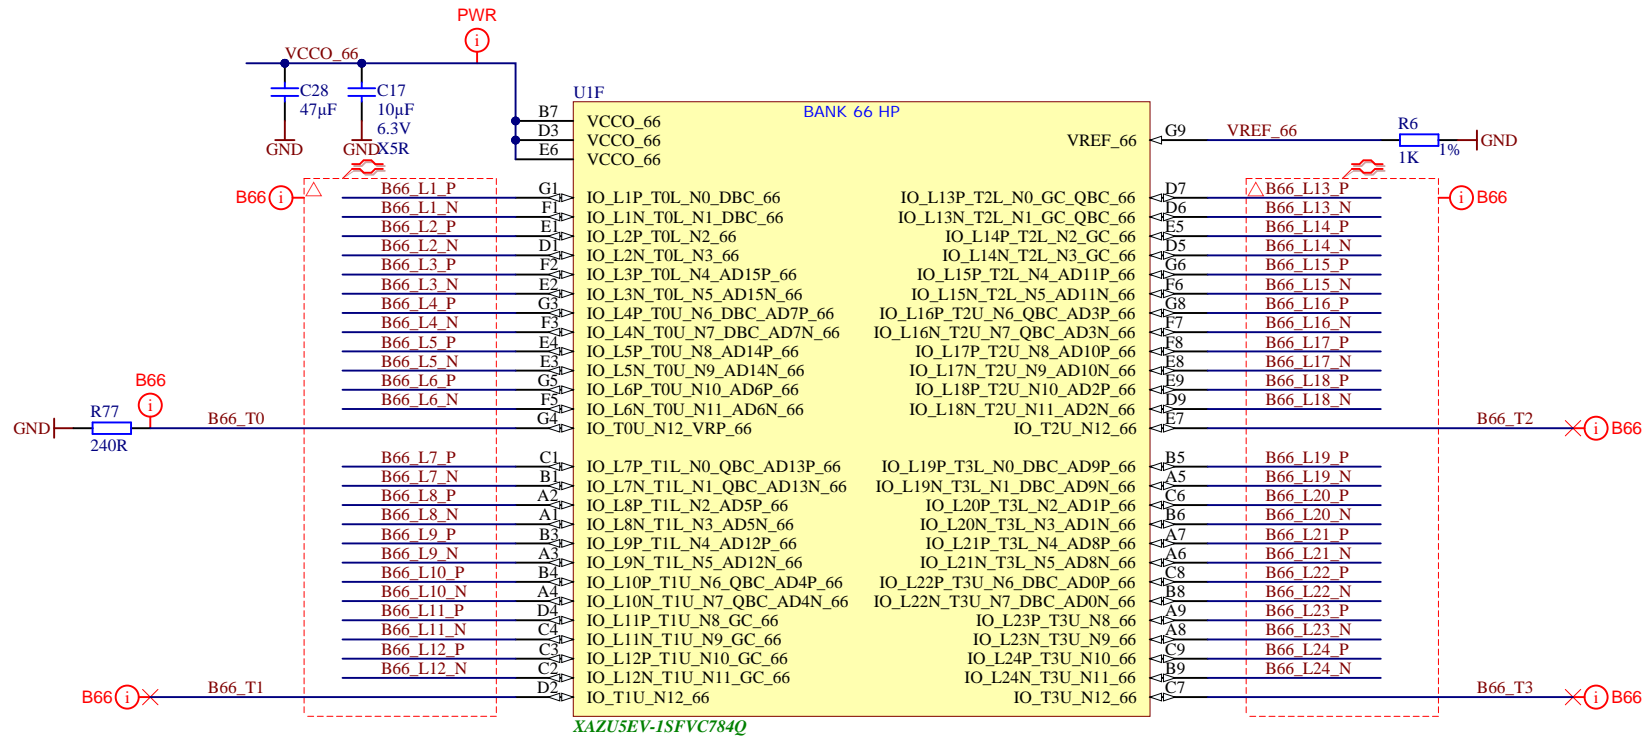 PWR
VCCO_66
C28
47µF
GND
C17
10µF
6.3V
X5R
GND
U1F
BANK 66 HP
B7 VCCO_66
D3 VCCO_66
E6 VCCO_66
VREF_66 G9 VREF_66
R6
1K
1%
GND
B66
B66
B66_L1_P G1 IO_L1P_T0L_N0_DBC_66 IO_L13P_T2L_N0_GC_QBC_66 D7 B66_L13_P
B66_L1_N F1 IO_L1N_T0L_N1_DBC_66 IO_L13N_T2L_N1_GC_QBC_66 D6 B66_L13_N
B66_L2_P E1 IO_L2P_T0L_N2_66 IO_L14P_T2L_N2_GC_66 E5 B66_L14_P
B66_L2_N D1 IO_L2N_T0L_N3_66 IO_L14N_T2L_N3_GC_66 D5 B66_L14_N
B66_L3_P F2 IO_L3P_T0L_N4_AD15P_66 IO_L15P_T2L_N4_AD11P_66 G6 B66_L15_P
B66_L3_N E2 IO_L3N_T0L_N5_AD15N_66 IO_L15N_T2L_N5_AD11N_66 F6 B66_L15_N
B66_L4_P G3 IO_L4P_T0U_N6_DBC_AD7P_66 IO_L16P_T2U_N6_QBC_AD3P_66 G8 B66_L16_P
B66_L4_N F3 IO_L4N_T0U_N7_DBC_AD7N_66 IO_L16N_T2U_N7_QBC_AD3N_66 F7 B66_L16_N
B66_L5_P E4 IO_L5P_T0U_N8_AD14P_66 IO_L17P_T2U_N8_AD10P_66 F8 B66_L17_P
B66_L5_N E3 IO_L5N_T0U_N9_AD14N_66 IO_L17N_T2U_N9_AD10N_66 E8 B66_L17_N
B66_L6_P G5 IO_L6P_T0U_N10_AD6P_66 IO_L18P_T2U_N10_AD2P_66 E9 B66_L18_P
B66_L6_N F5 IO_L6N_T0U_N11_AD6N_66 IO_L18N_T2U_N11_AD2N_66 D9 B66_L18_N
B66
GND
R77
240R
B66_T0 G4 IO_T0U_N12_VRP_66 IO_T2U_N12_66 E7 B66_T2 B66
B66_L7_P C1 IO_L7P_T1L_N0_QBC_AD13P_66 IO_L19P_T3L_N0_DBC_AD9P_66 B5 B66_L19_P
B66_L7_N B1 IO_L7N_T1L_N1_QBC_AD13N_66 IO_L19N_T3L_N1_DBC_AD9N_66 A5 B66_L19_N
B66_L8_P A2 IO_L8P_T1L_N2_AD5P_66 IO_L20P_T3L_N2_AD1P_66 C6 B66_L20_P
B66_L8_N A1 IO_L8N_T1L_N3_AD5N_66 IO_L20N_T3L_N3_AD1N_66 B6 B66_L20_N
B66_L9_P B3 IO_L9P_T1L_N4_AD12P_66 IO_L21P_T3L_N4_AD8P_66 A7 B66_L21_P
B66_L9_N A3 IO_L9N_T1L_N5_AD12N_66 IO_L21N_T3L_N5_AD8N_66 A6 B66_L21_N
B66_L10_P B4 IO_L10P_T1U_N6_QBC_AD4P_66 IO_L22P_T3U_N6_DBC_AD0P_66 C8 B66_L22_P
B66_L10_N A4 IO_L10N_T1U_N7_QBC_AD4N_66 IO_L22N_T3U_N7_DBC_AD0N_66 B8 B66_L22_N
B66_L11_P D4 IO_L11P_T1U_N8_GC_66 IO_L23P_T3U_N8_66 A9 B66_L23_P
B66_L11_N C4 IO_L11N_T1U_N9_GC_66 IO_L23N_T3U_N9_66 A8 B66_L23_N
B66_L12_P C3 IO_L12P_T1U_N10_GC_66 IO_L24P_T3U_N10_66 C9 B66_L24_P
B66_L12_N C2 IO_L12N_T1U_N11_GC_66 IO_L24N_T3U_N11_66 B9 B66_L24_N
B66 B66_T1 D2 IO_T1U_N12_66 IO_T3U_N12_66 C7 B66_T3 B66
XAZU5EV-1SFVC784Q